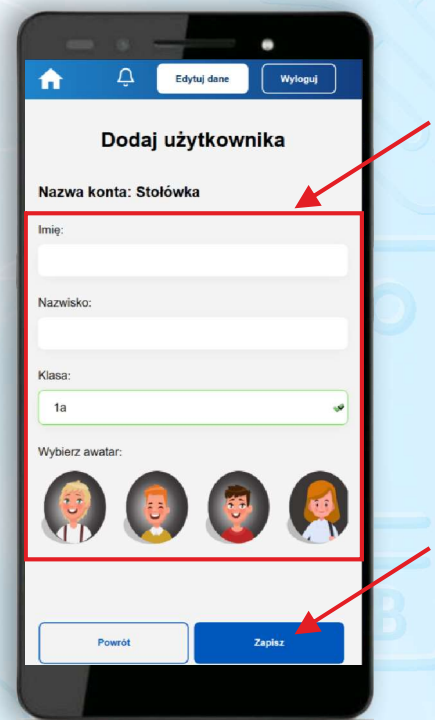 Edytuj dane
Wyloguj
Dodaj użytkownika
Nazwa konta: Stołówka
Imię:
Nazwisko:
Klasa:
1a
Wybierz awatar:
Powrót
Zapisz